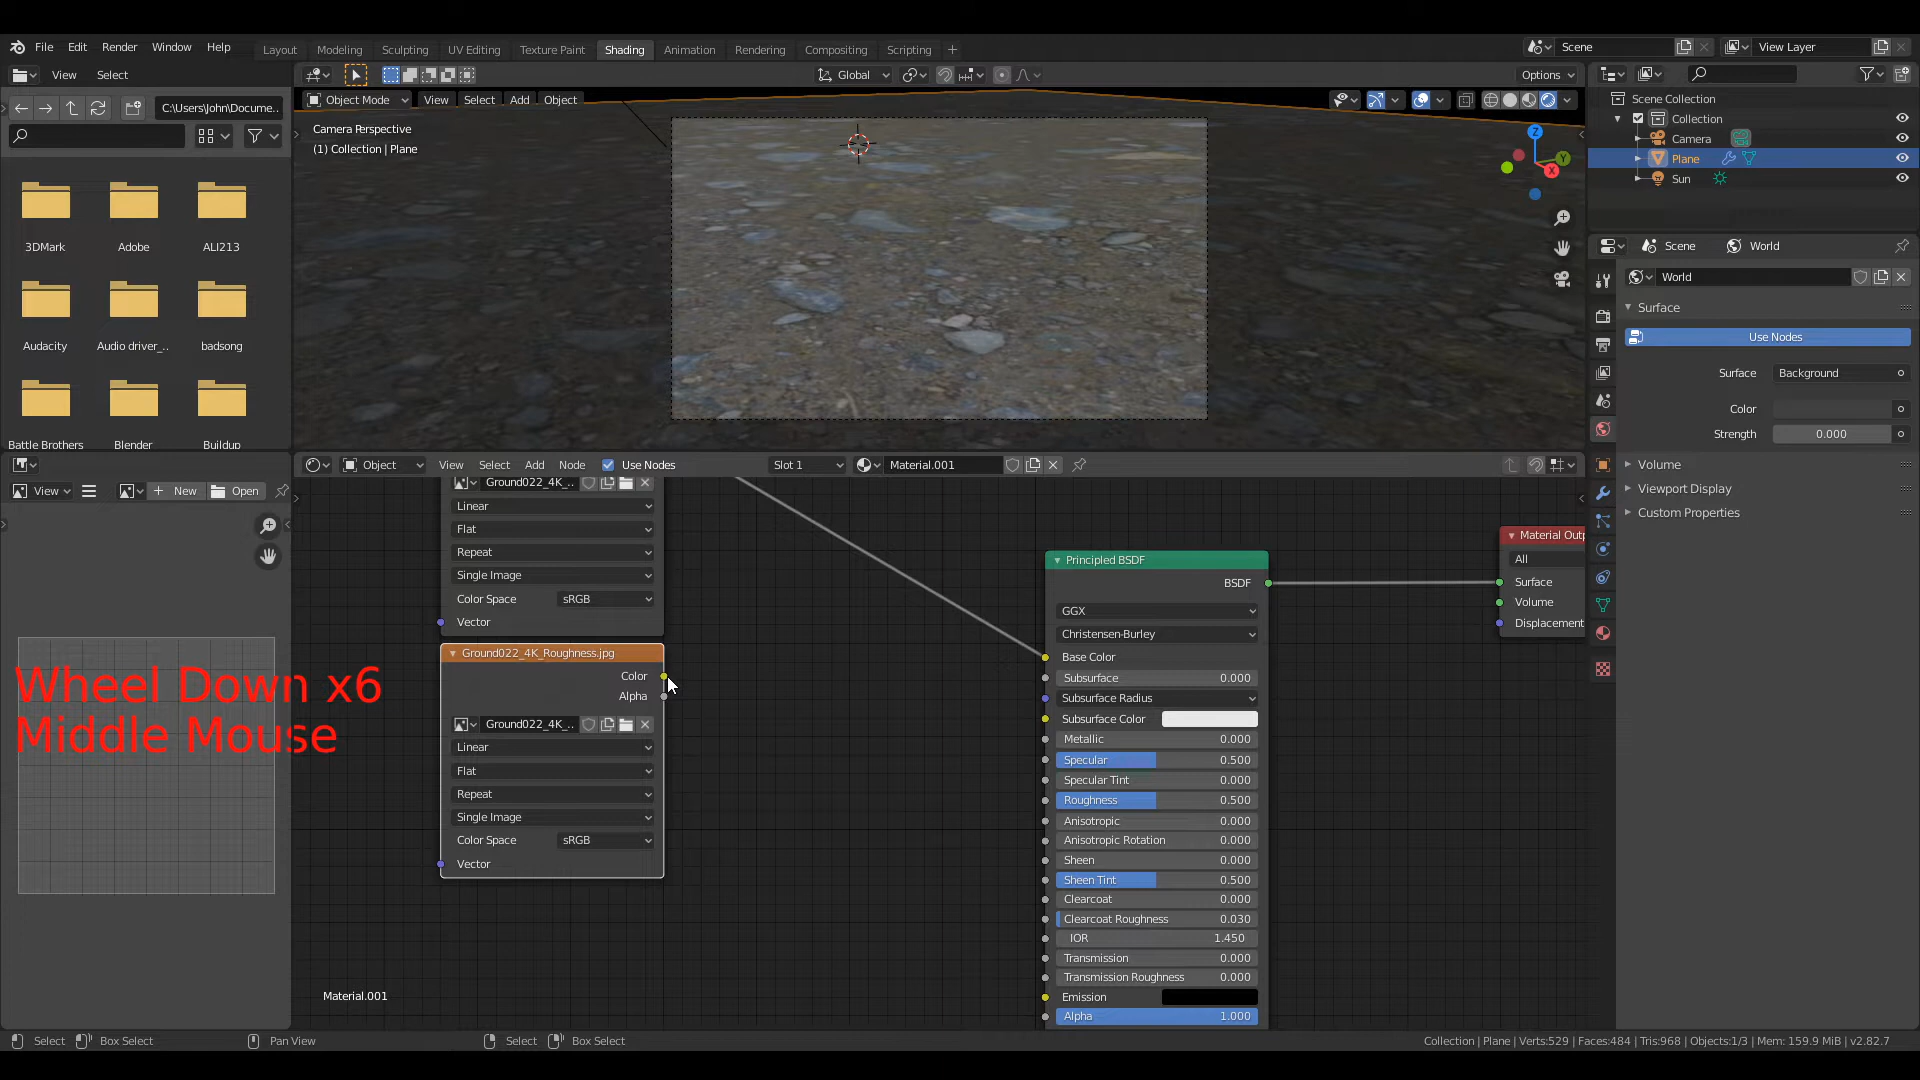 File Edit Render Window Help Layout Modeling Sculpting UV Editing Texture Paint Shading Animation Rendering Compositing Scripting + Scene View Layer
View Select Global Options
C:\Users\John\Docume.. Object Mode View Select Add Object
Camera Perspective
(1) Collection | Plane
Scene Collection
Collection
Camera
Plane
Sun
3DMark Adobe ALI213
Audacity Audio driver_.. badsong
Battle Brothers Blender Buildup
Z Y X
Scene World
World
Surface
Use Nodes
Surface Background
Color
Strength 0.000
Volume
Viewport Display
Custom Properties
View New Open
Object View Select Add Node Use Nodes Slot 1 Material.001
Ground022_4K_..
Linear
Flat
Repeat
Single Image
Color Space sRGB
Vector
Ground022_4K_Roughness.jpg
Color
Alpha
Ground022_4K_..
Linear
Flat
Repeat
Single Image
Color Space sRGB
Vector
Wheel Down x6
Middle Mouse
Principled BSDF
BSDF
GGX
Christensen-Burley
Base Color
Subsurface 0.000
Subsurface Radius
Subsurface Color
Metallic 0.000
Specular 0.500
Specular Tint 0.000
Roughness 0.500
Anisotropic 0.000
Anisotropic Rotation 0.000
Sheen 0.000
Sheen Tint 0.500
Clearcoat 0.000
Clearcoat Roughness 0.030
IOR 1.450
Transmission 0.000
Transmission Roughness 0.000
Emission
Alpha 1.000
Material Outp
All
Surface
Volume
Displacement
Material.001
Select Box Select Pan View Select Box Select Collection | Plane | Verts:529 | Faces:484 | Tris:968 | Objects:1/3 | Mem: 159.9 MiB | v2.82.7